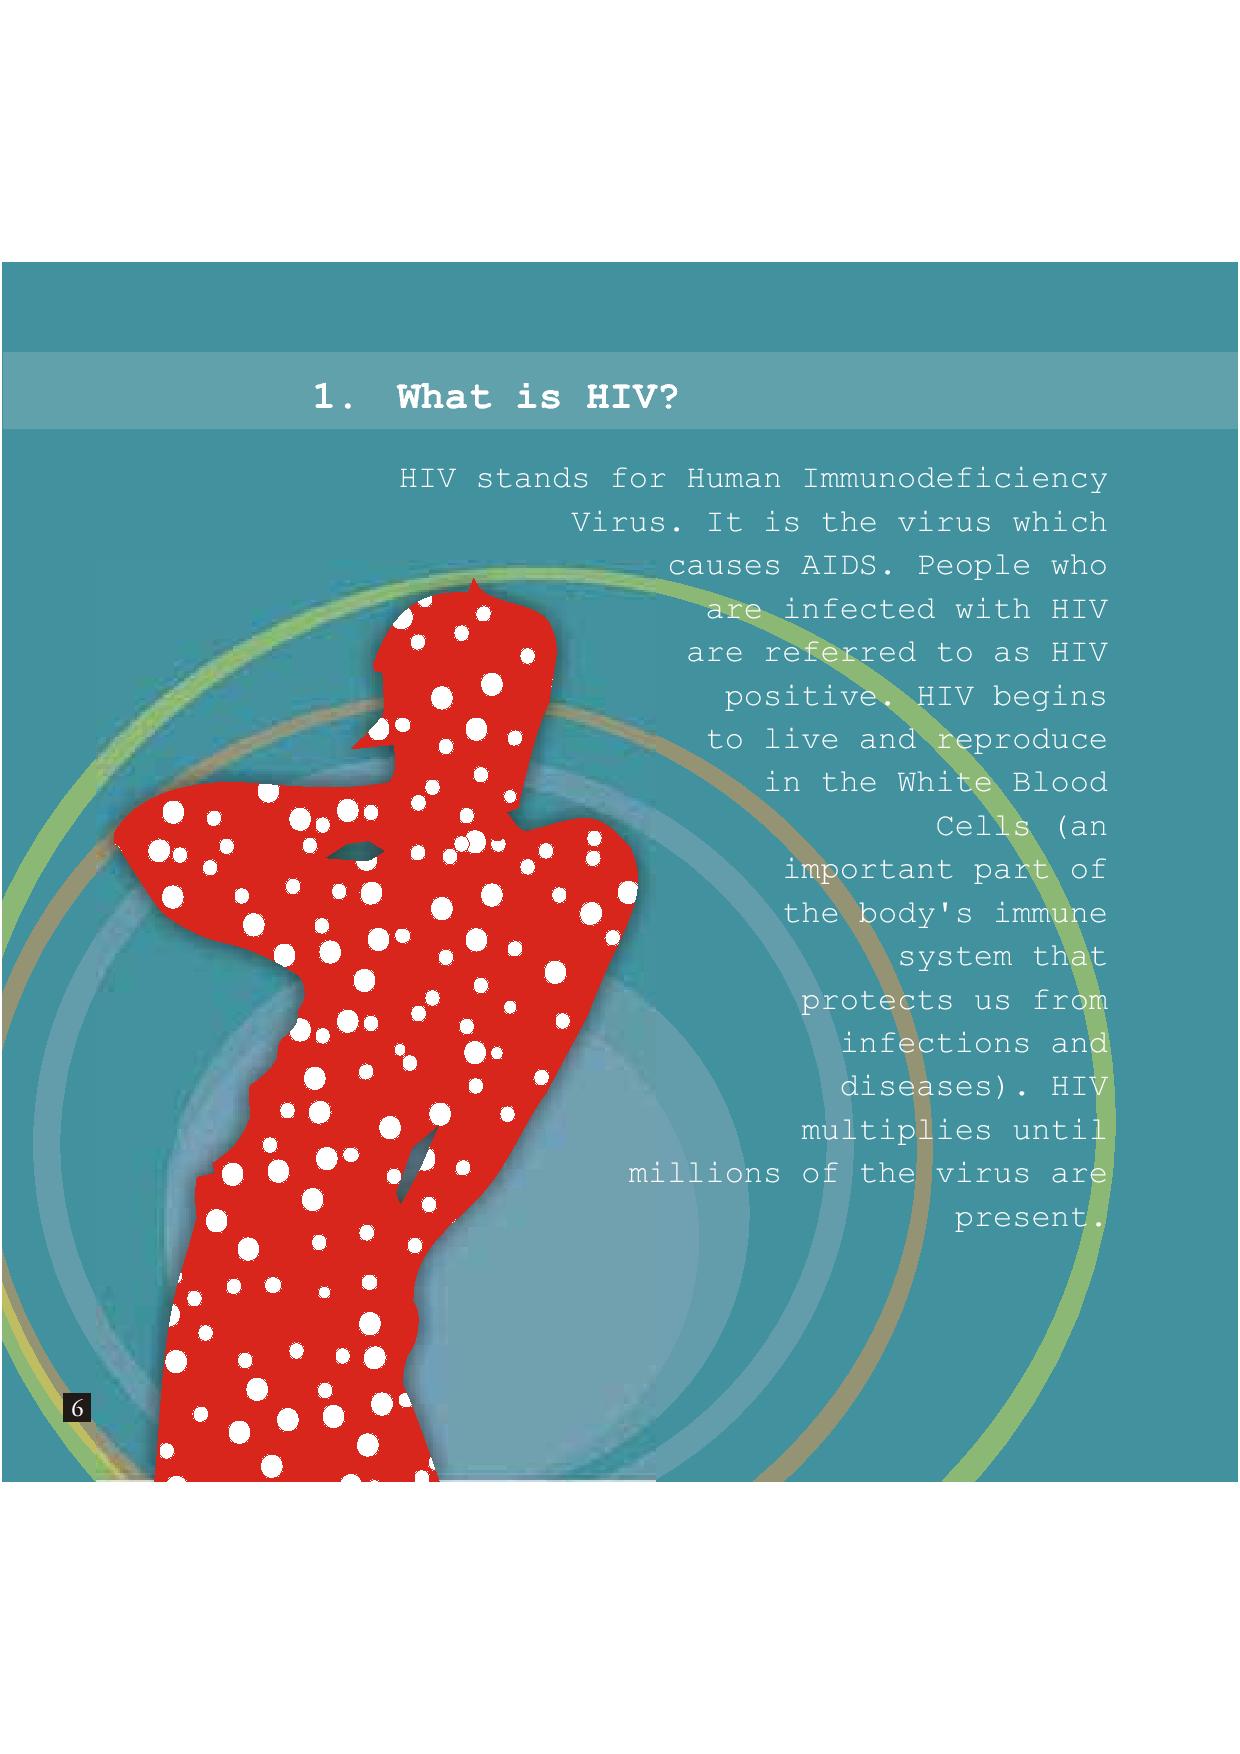 1. What is HIV?
HIV stands for Human Immunodeficiency
Virus. It is the virus which
causes AIDS. People who
are infected with HIV
are referred to as HIV
positive. HIV begins
to live and reproduce
in the White Blood
Cells (an
important part of
the body's immune
system that
protects us from
infections and
diseases). HIV
multiplies until
millions of the virus are
present.
6